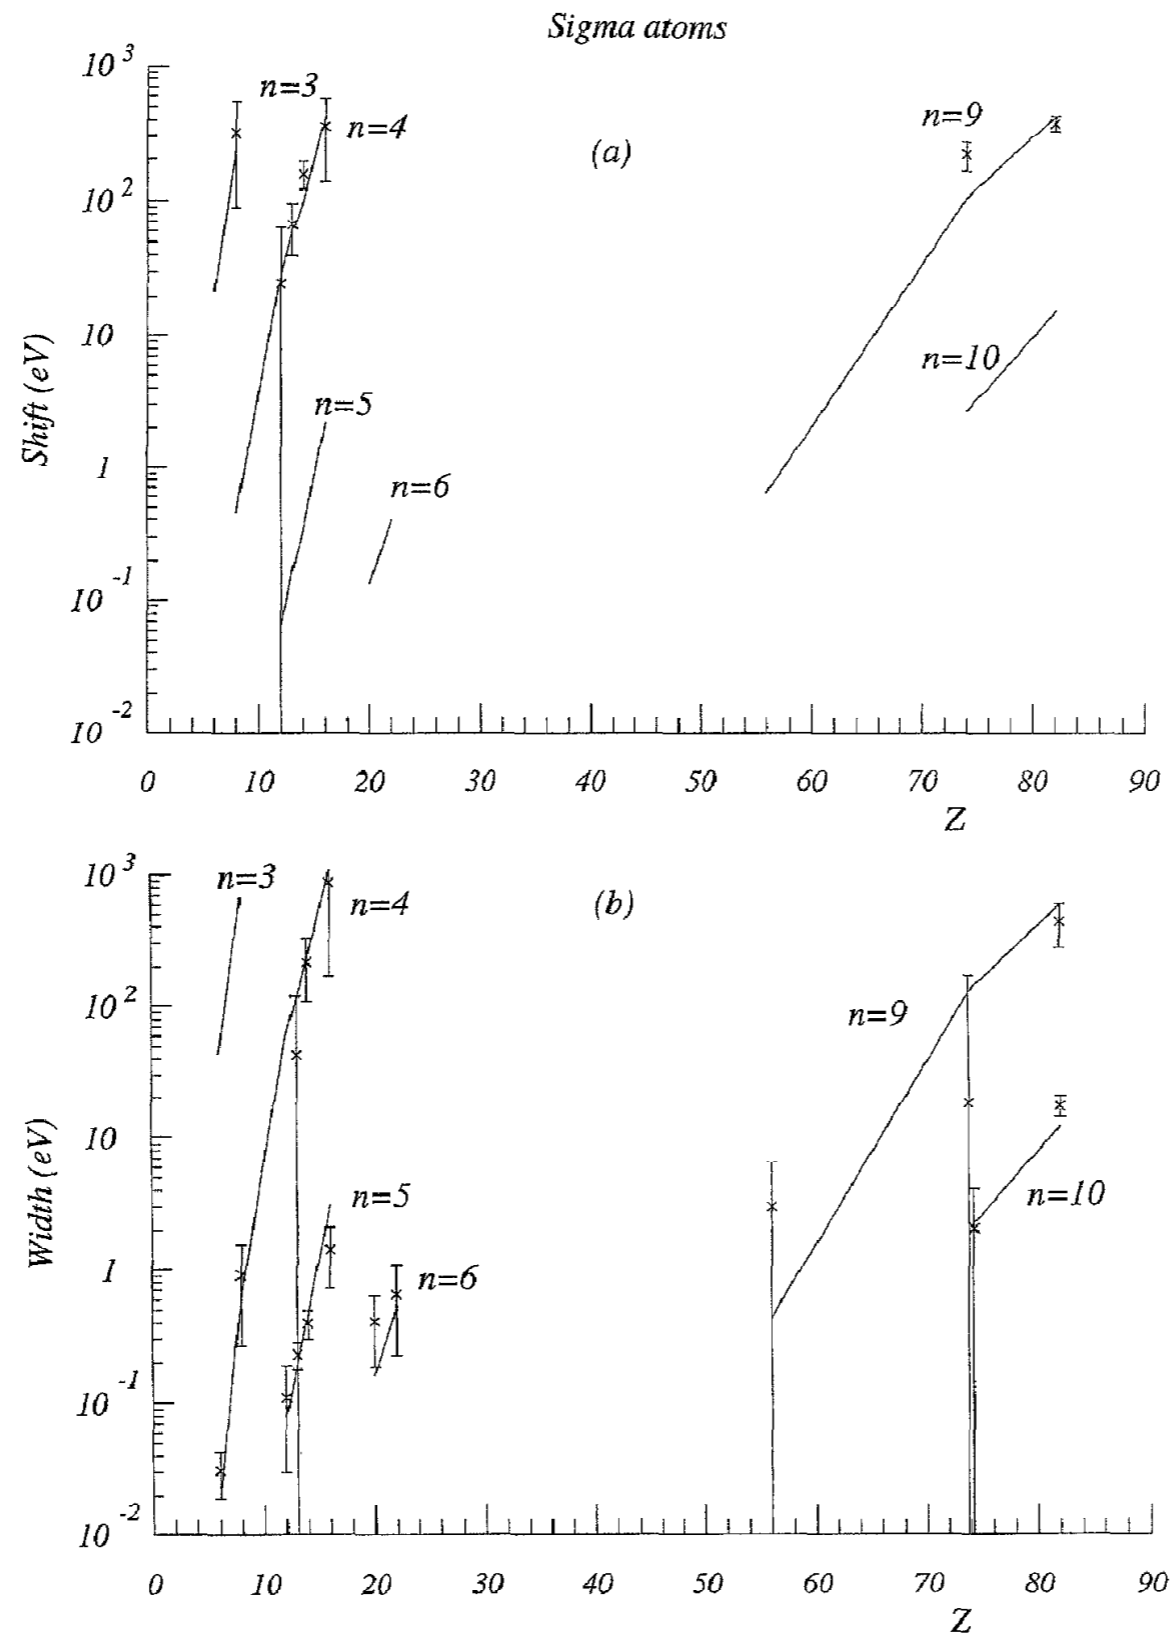 Sigma atoms
10^3
n=3
n=4
n=9
(a)
10^2
10
n=10
n=5
Shift (eV)
1
n=6
10^-1
10^-2
0 10 20 30 40 50 60 70 80 90
Z
10^3
n=3
n=4
(b)
10^2
n=9
10
n=5
n=10
Width (eV)
1
n=6
10^-1
10^-2
0 10 20 30 40 50 60 70 80 90
Z